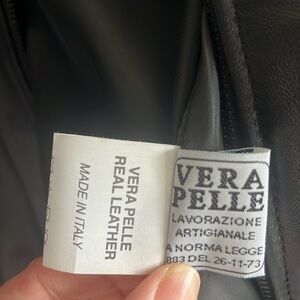 VERA PELLE
REAL LEATHER
MADE IN ITALY
VERA
PELLE
LAVORAZIONE
ARTIGIANALE
A NORMA LEGGE
883 DEL 26-11-73